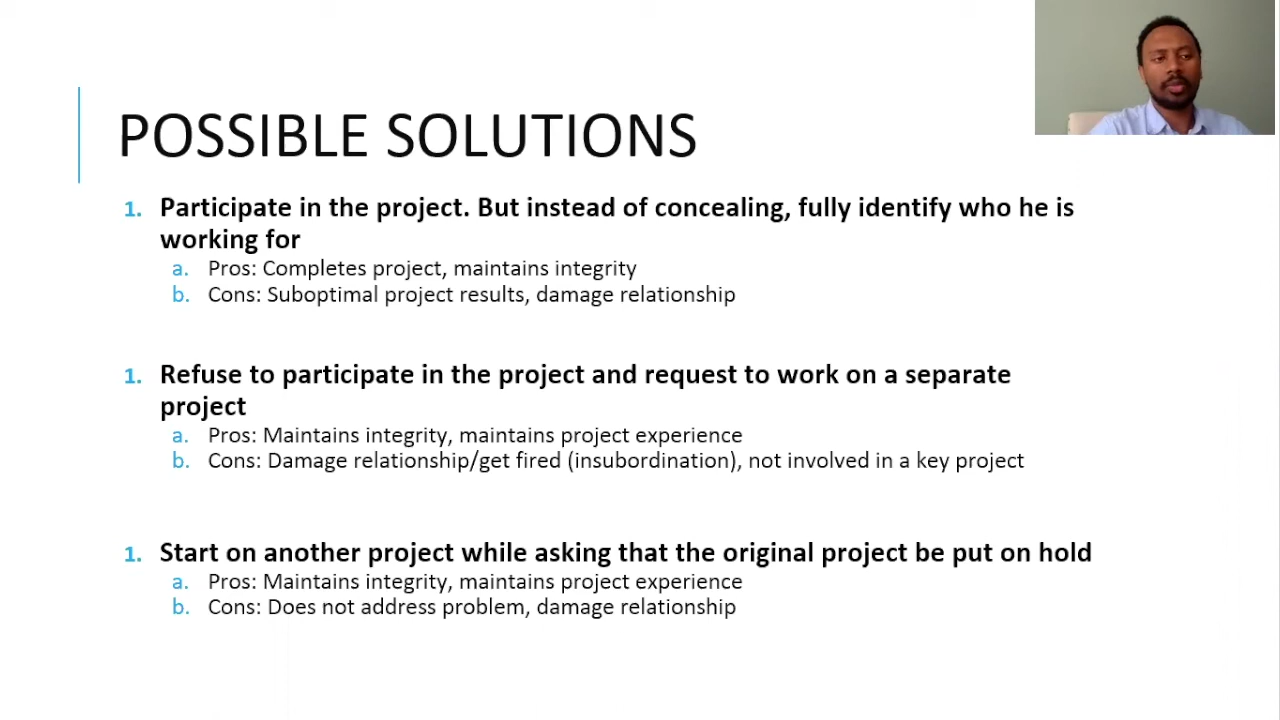 POSSIBLE SOLUTIONS
1. Participate in the project. But instead of concealing, fully identify who he is
working for
a. Pros: Completes project, maintains integrity
b. Cons: Suboptimal project results, damage relationship
1. Refuse to participate in the project and request to work on a separate
project
a. Pros: Maintains integrity, maintains project experience
b. Cons: Damage relationship/get fired (insubordination), not involved in a key project
1. Start on another project while asking that the original project be put on hold
a. Pros: Maintains integrity, maintains project experience
b. Cons: Does not address problem, damage relationship